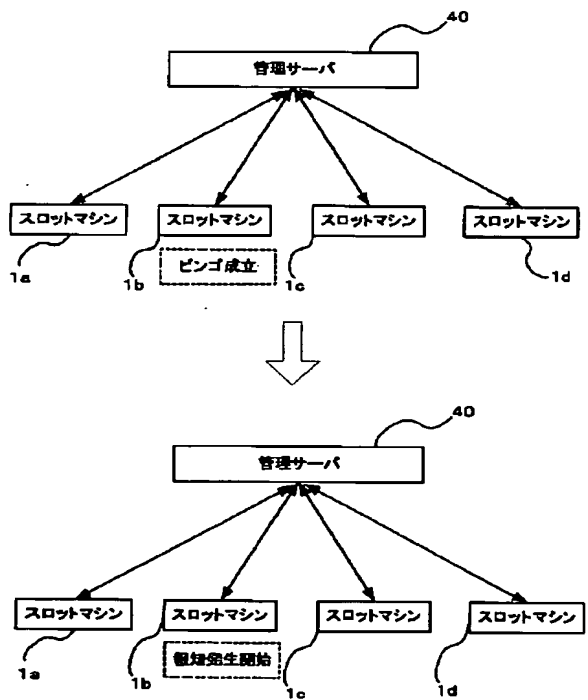 40
管理サーバ
スロットマシン
スロットマシン
スロットマシン
スロットマシン
1a
1b
ビンゴ成立
1c
1d
40
管理サーバ
スロットマシン
スロットマシン
スロットマシン
スロットマシン
1a
1b
報知発生開始
1c
1d